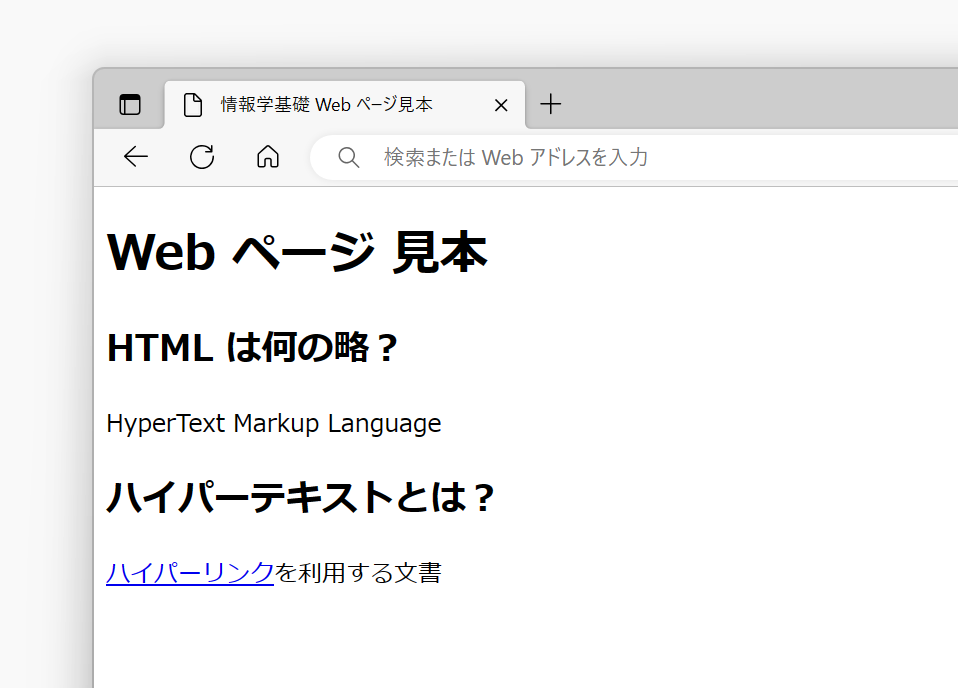 情報学基礎 Web ページ見本
検索または Web アドレスを入力
Web ページ 見本
HTML は何の略？
HyperText Markup Language
ハイパーテキストとは？
ハイパーリンクを利用する文書